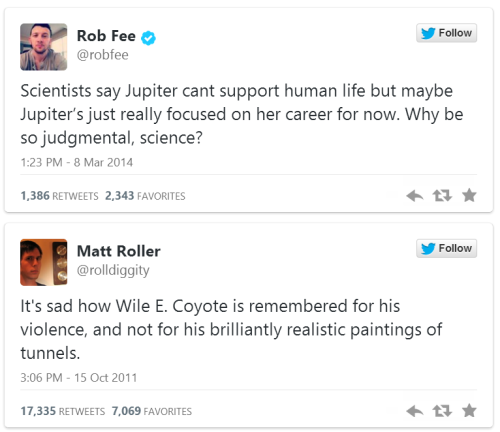 Rob Fee
Follow
@robfee
Scientists say Jupiter cant support human life but maybe
Jupiter's just really focused on her career for now. Why be
so judgmental, science?
1:23 PM - 8 Mar 2014
1,386 RETWEETS 2,343 FAVORITES
Matt Roller
Follow
@rolldiggity
It's sad how Wile E. Coyote is remembered for his
violence, and not for his brilliantly realistic paintings of
tunnels.
3:06 PM - 15 Oct 2011
17,335 RETWEETS 7,069 FAVORITES